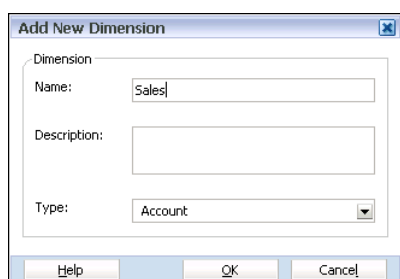 Add New Dimension
Dimension
Name:
Sales
Description:
Type:
Account
Help
OK
Cancel